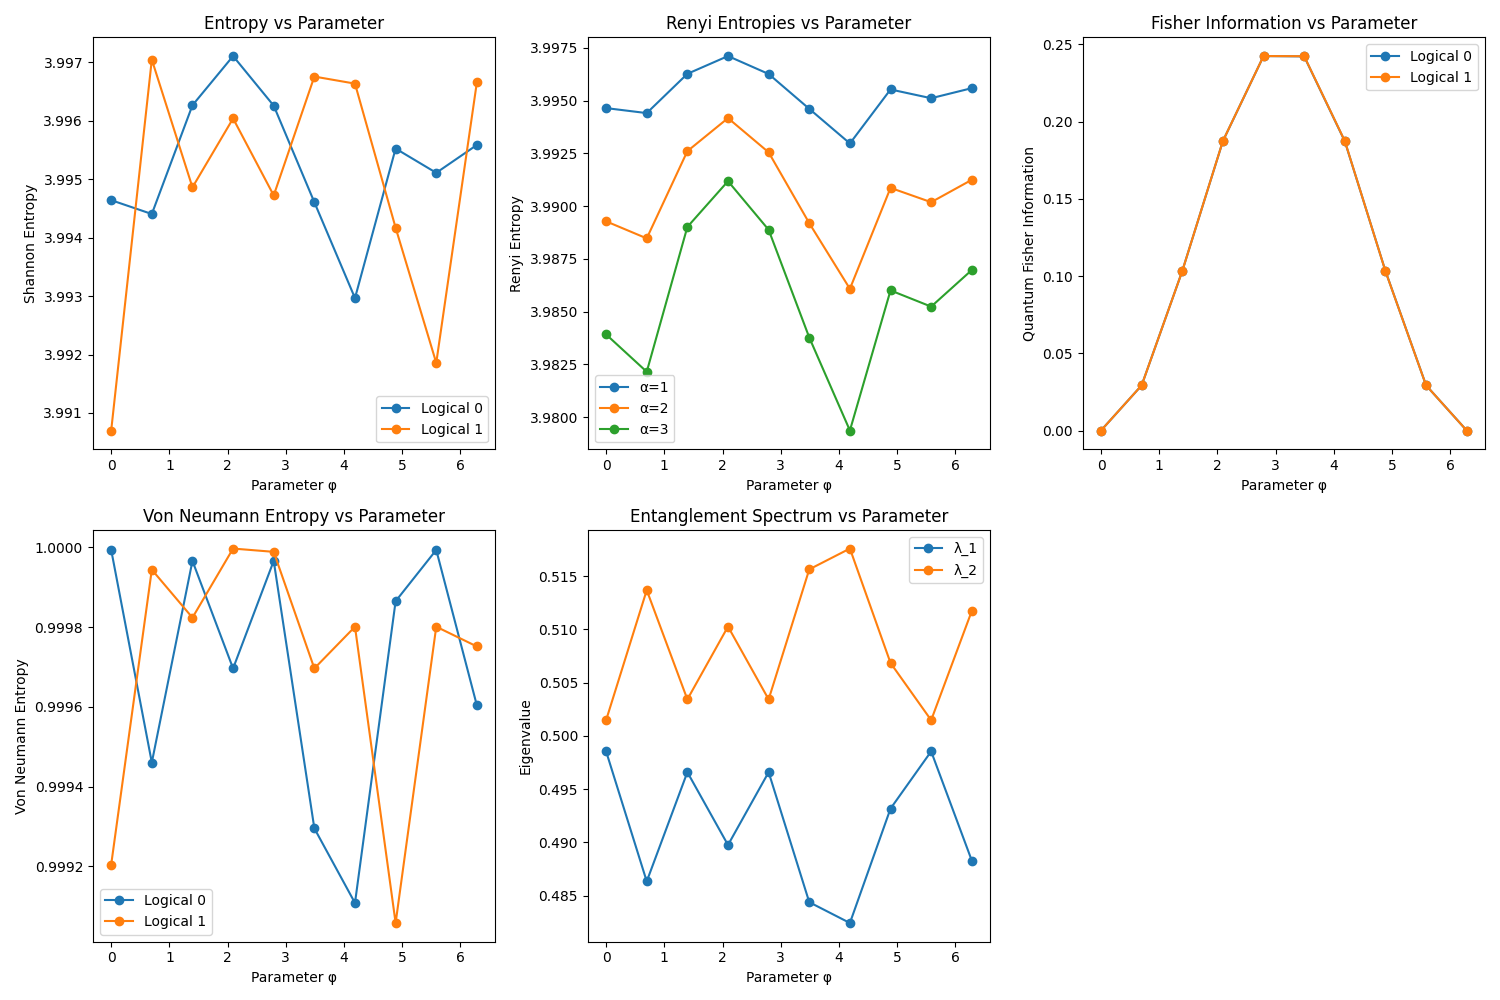 Entropy vs Parameter
Shannon Entropy
3.997
3.996
3.995
3.994
3.993
3.992
3.991
Logical 0
Logical 1
0 1 2 3 4 5 6
Parameter φ
Renyi Entropies vs Parameter
Renyi Entropy
3.9975
3.9950
3.9925
3.9900
3.9875
3.9850
3.9825
3.9800
α=1
α=2
α=3
0 1 2 3 4 5 6
Parameter φ
Fisher Information vs Parameter
Quantum Fisher Information
0.25
0.20
0.15
0.10
0.05
0.00
Logical 0
Logical 1
0 1 2 3 4 5 6
Parameter φ
Von Neumann Entropy vs Parameter
Von Neumann Entropy
1.0000
0.9998
0.9996
0.9994
0.9992
Logical 0
Logical 1
0 1 2 3 4 5 6
Parameter φ
Entanglement Spectrum vs Parameter
Eigenvalue
0.515
0.510
0.505
0.500
0.495
0.490
0.485
λ_1
λ_2
0 1 2 3 4 5 6
Parameter φ